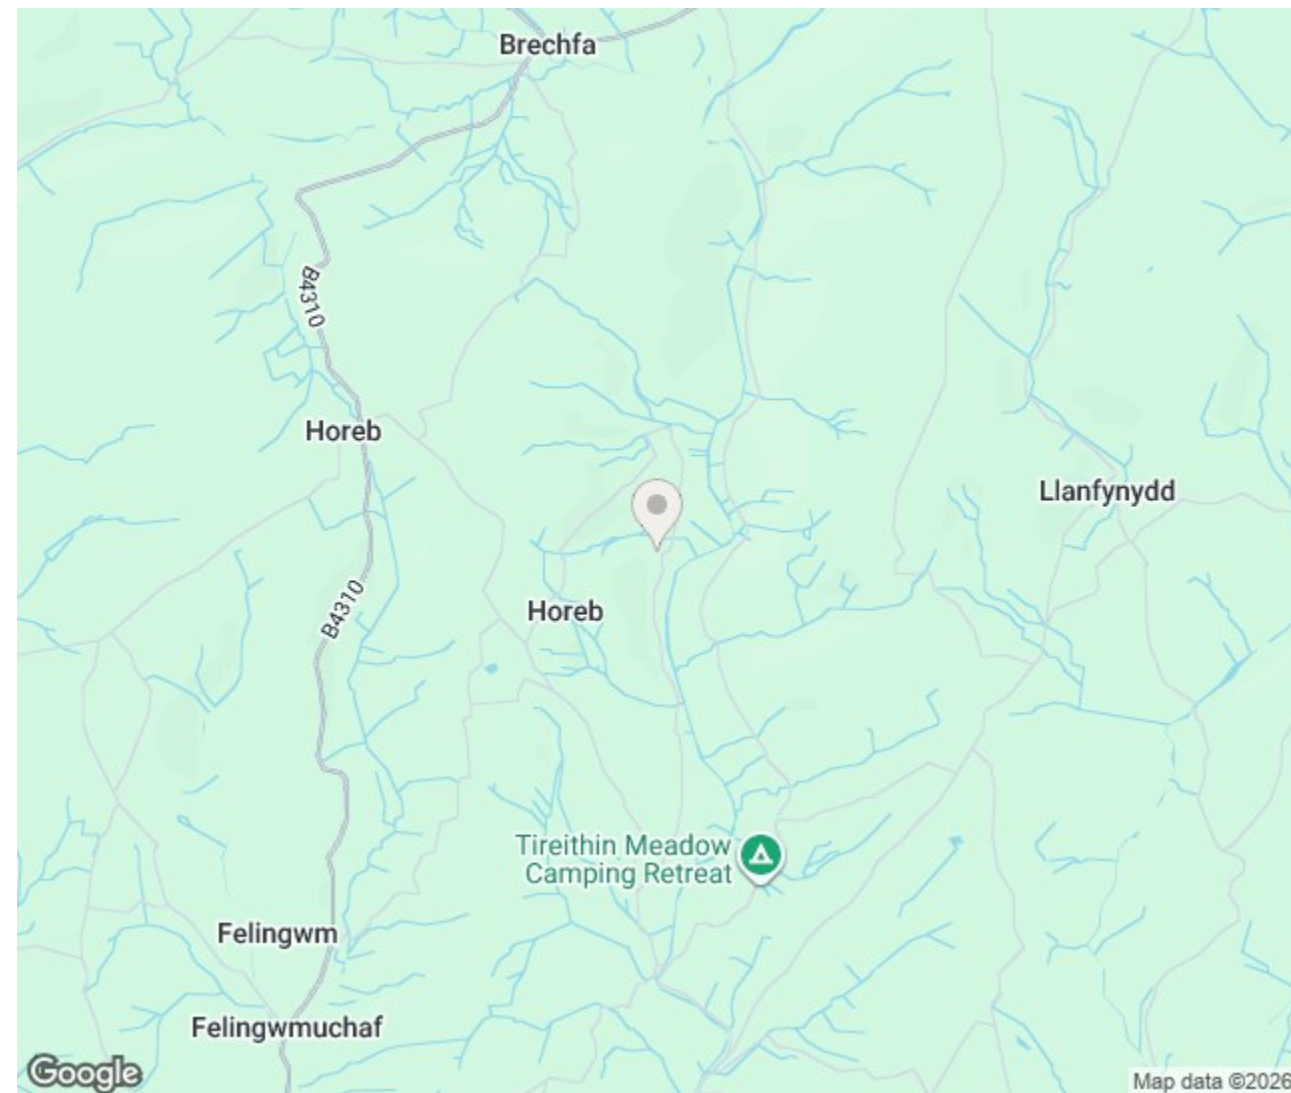 Brechfa
B4310
Horeb
Llanfynydd
B4310
Horeb
Tireithin Meadow
Camping Retreat
Felingwm
Felingwmuchaf
Google
Map data ©2026